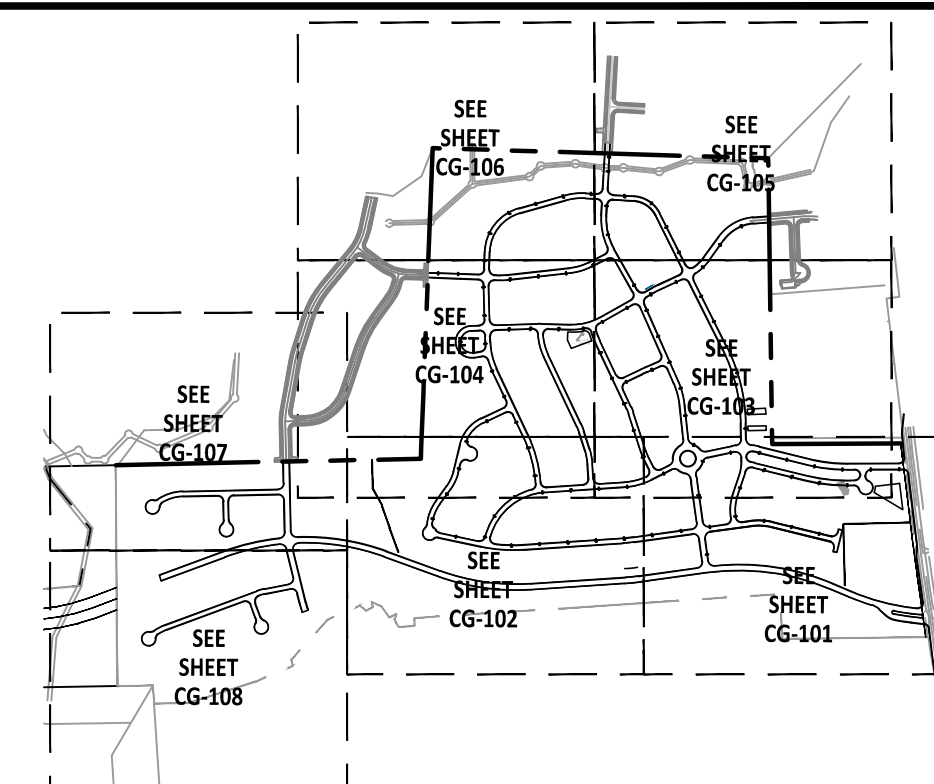 SEE
SHEET
CG-106
SEE
SHEET
CG-105
SEE
SHEET
CG-104
SEE
SHEET
CG-103
SEE
SHEET
CG-107
SEE
SHEET
CG-102
SEE
SHEET
CG-101
SEE
SHEET
CG-108